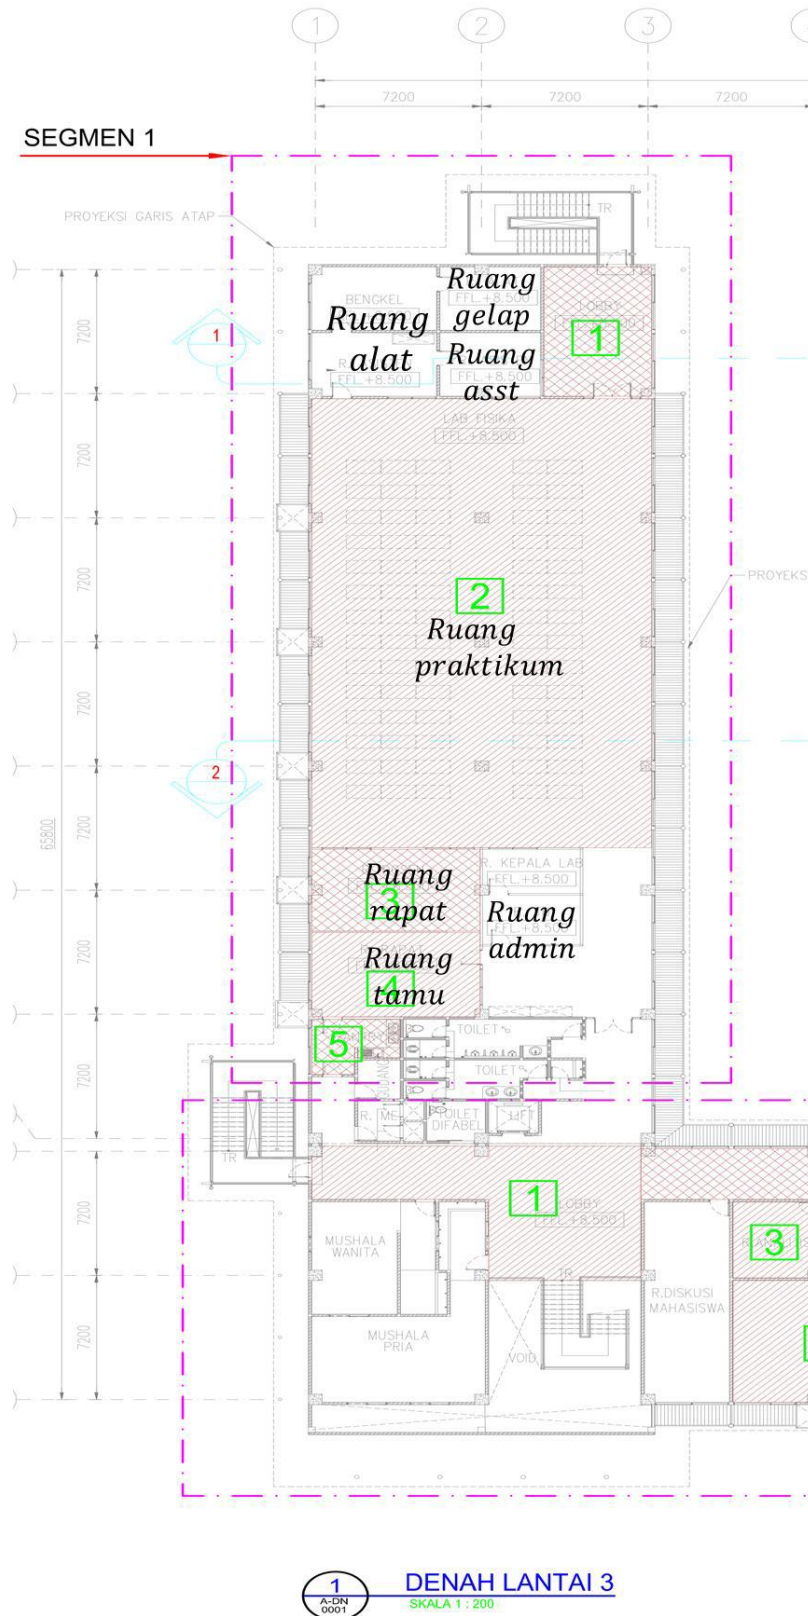 1
2
3
7200
7200
7200
SEGMEN 1
TR
PROYEKSI GARIS ATAP
BENGKEL
Ruang
gelap
FFL.+8.500
LOBBY
1
Ruang
alat
FFL.+8.500
Ruang
asst
FFL.+8.500
1
7200
LAB FISIKA
FFL.+8.500
7200
7200
2
Ruang
praktikum
PROYEKS
7200
2
7200
65800
R. KEPALA LAB
FFL.+8.500
Ruang
rapat
3
Ruang
admin
FFL.+8.500
7200
Ruang
tamu
4
7200
5
TOILET
TOILET
R. ME
TOILET
DIFABEL
LIFT
7200
TR
1
LOBBY
FFL.+8.500
MUSHALA
WANITA
3
7200
TR
R.DISKUSI
MAHASISWA
MUSHALA
PRIA
VOID
7200
1
A-DN
0001
DENAH LANTAI 3
SKALA 1 : 200